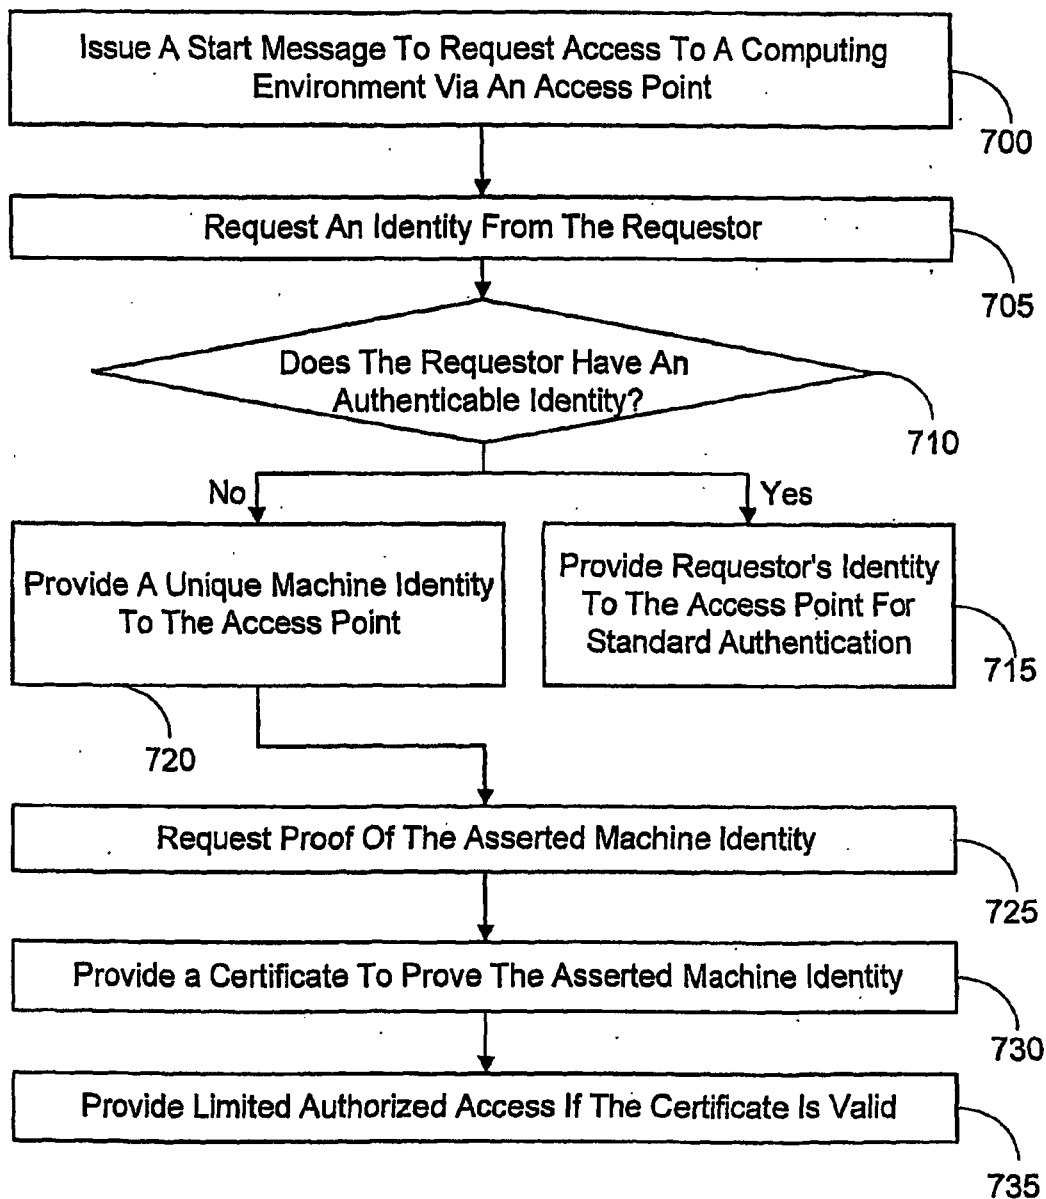 Issue A Start Message To Request Access To A Computing
Environment Via An Access Point
700
Request An Identity From The Requestor
705
Does The Requestor Have An
Authenticable Identity?
710
No
Yes
Provide A Unique Machine Identity
To The Access Point
720
Provide Requestor's Identity
To The Access Point For
Standard Authentication
715
Request Proof Of The Asserted Machine Identity
725
Provide a Certificate To Prove The Asserted Machine Identity
730
Provide Limited Authorized Access If The Certificate Is Valid
735